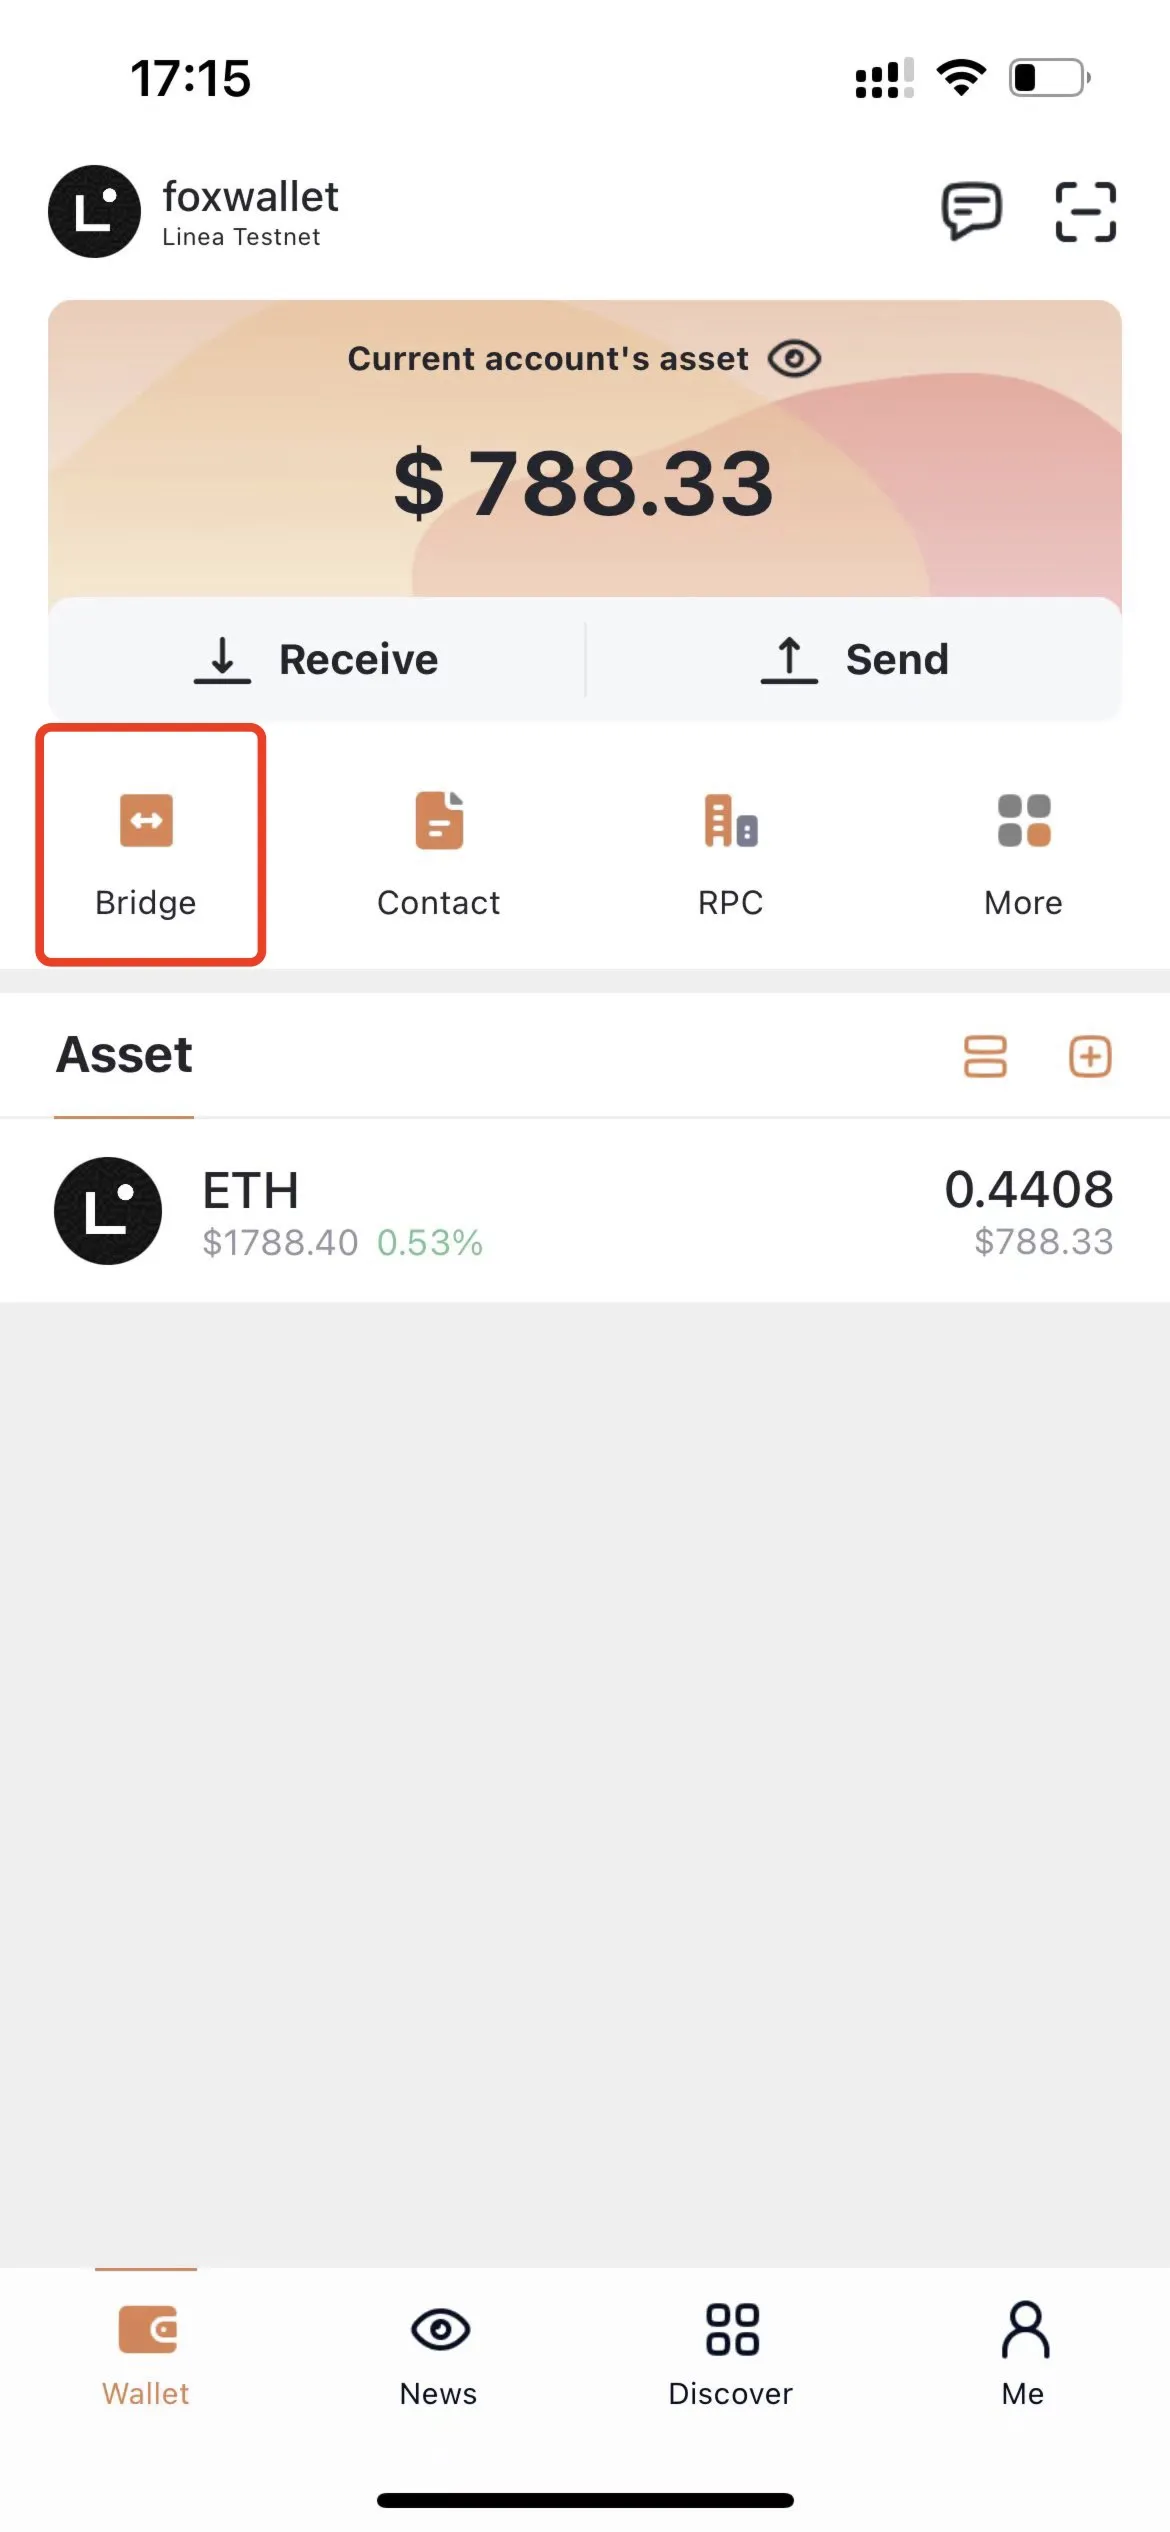 17:15
foxwallet
Linea Testnet
Current account's asset
$ 788.33
Receive Send
Bridge Contact RPC More
Asset
ETH 0.4408
$1788.40 0.53% $788.33
Wallet News Discover Me